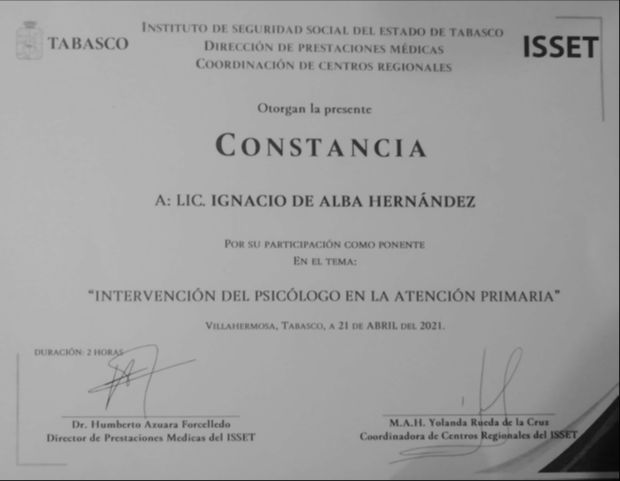 TABASCO
INSTITUTO DE SEGURIDAD SOCIAL DEL ESTADO DE TABASCO
DIRECCIÓN DE PRESTACIONES MÉDICAS
COORDINACIÓN DE CENTROS REGIONALES
ISSET
Otorgan la presente
CONSTANCIA
A: LIC. IGNACIO DE ALBA HERNÁNDEZ
POR SU PARTICIPACIÓN COMO PONENTE
EN EL TEMA:
"INTERVENCIÓN DEL PSICÓLOGO EN LA ATENCIÓN PRIMARIA"
VILLAHERMOSA, TABASCO, A 21 DE ABRIL DEL 2021.
DURACIÓN: 2 HORAS
Dr. Humberto Azuara Forcelledo
Director de Prestaciones Medicas del ISSET
M.A.H. Yolanda Rueda de la Cruz
Coordinadora de Centros Regionales del ISSET